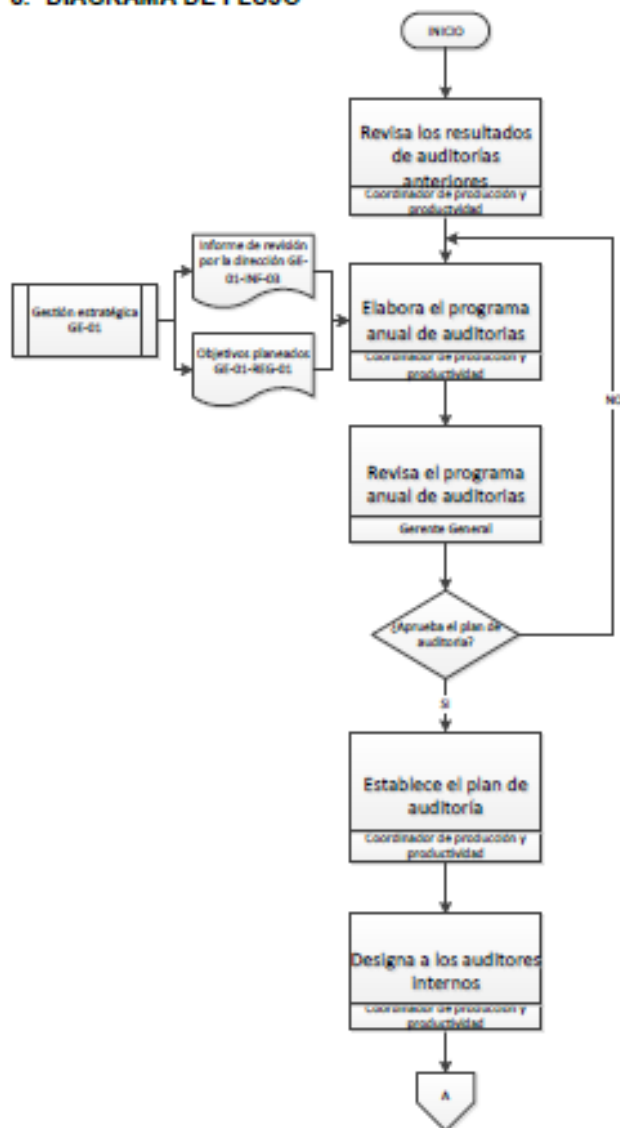 DIAGRAMA DE FLUJO
INICIO
Revisa los resultados
de auditorías
anteriores
Coordinador de producción y
productividad
Informe de revisión
por la dirección GE-
01-INF-03
Gestión estratégica
GE-01
Objetivos planeados
GE-01-REG-01
Elabora el programa
anual de auditorias
Coordinador de producción y
productividad
NO
Revisa el programa
anual de auditorias
Gerente General
¿Aprueba el plan de
auditoria?
SI
Establece el plan de
auditoría
Coordinador de producción y
productividad
Designa a los auditores
internos
Coordinador de producción y
productividad
A